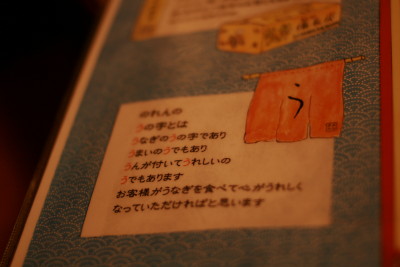 う
のれんの
うの字とは
うなぎのうの字であり
うまいのうでもあり
うんが付いてうれしいの
うでもあります
お客様がうなぎを食べて心がうれしく
なっていただければと思います